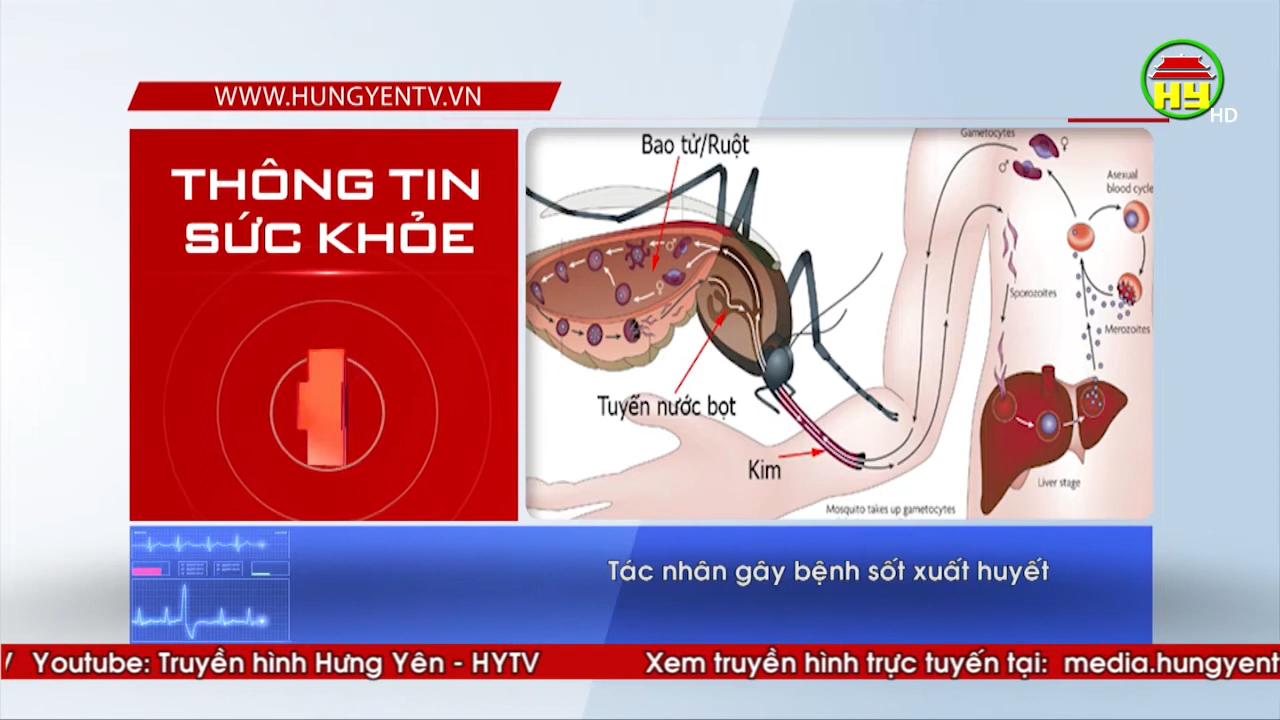 WWW.HUNGYENTV.VN
HY
HD
THÔNG TIN
SỨC KHỎE
Bao tử/Ruột
Gametocytes
Asexual
blood cycle
Sporozoites
Merozoites
Tuyến nước bọt
Kim
Liver stage
Mosquito takes up gametocytes
Tác nhân gây bệnh sốt xuất huyết
Youtube: Truyền hình Hưng Yên - HYTV
Xem truyền hình trực tuyến tại: media.hungyent